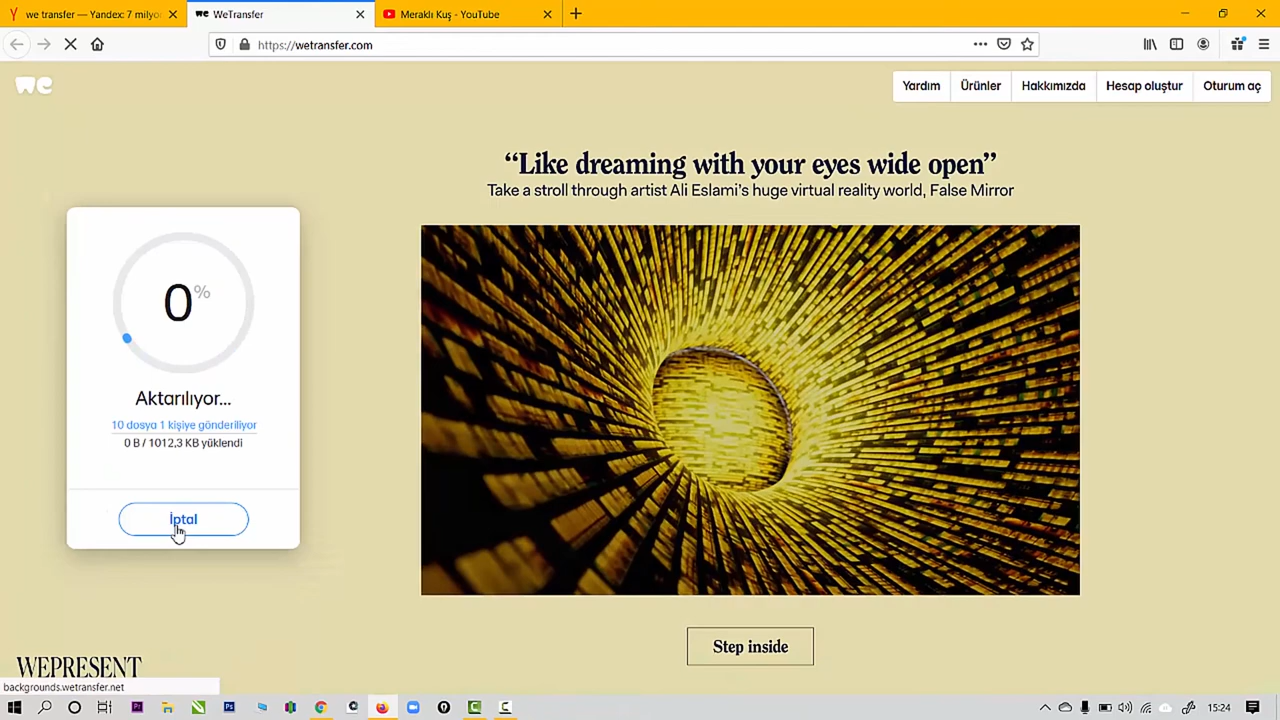 we transfer — Yandex: 7 milyon
WeTransfer
Meraklı Kuş - YouTube
https://wetransfer.com
we
Yardım
Ürünler
Hakkımızda
Hesap oluştur
Oturum aç
“Like dreaming with your eyes wide open”
Take a stroll through artist Ali Eslami’s huge virtual reality world, False Mirror
0%
Aktarılıyor...
10 dosya 1 kişiye gönderiliyor
0 B / 1012,3 KB yüklendi
İptal
Step inside
WEPRESENT
backgrounds.wetransfer.net
15:24